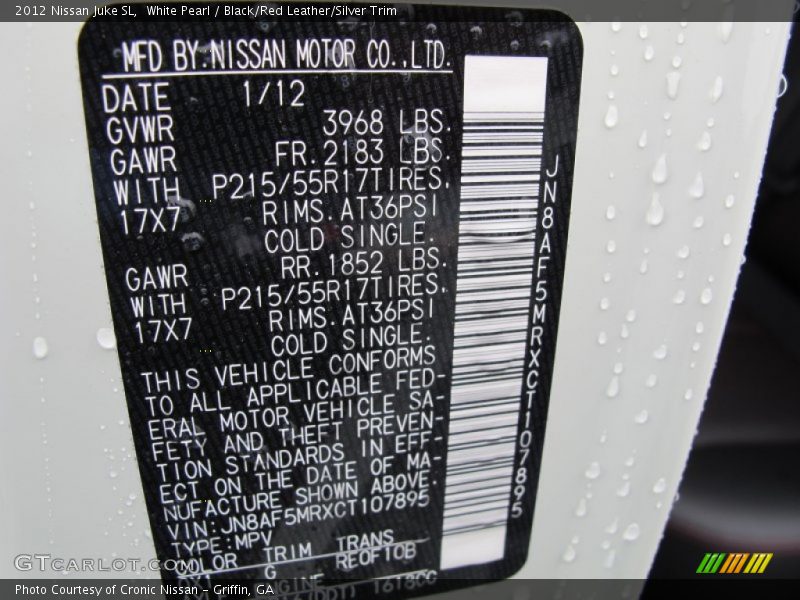 2012 Nissan Juke SL,  White Pearl / Black/Red Leather/Silver Trim
MFD BY:NISSAN MOTOR CO.,LTD.
DATE 1/12
GVWR 3968 LBS.
GAWR FR.2183 LBS.
WITH P215/55R17TIRES.
17X7 RIMS.AT36PSI
COLD SINGLE.
GAWR RR.1852 LBS.
WITH P215/55R17TIRES.
17X7 RIMS.AT36PSI
COLD SINGLE.
THIS VEHICLE CONFORMS
TO ALL APPLICABLE FED-
ERAL MOTOR VEHICLE SA-
FETY AND THEFT PREVEN-
TION STANDARDS IN EFF-
ECT ON THE DATE OF MA-
NUFACTURE SHOWN ABOVE.
VIN:JN8AF5MRXCT107895
TYPE:MPV
COLOR TRIM TRANS
G REOF10B
ENGINE 1618CC
JN8AF5MRXCT107895
GTCarLot.com
Photo Courtesy of Cronic Nissan - Griffin, GA